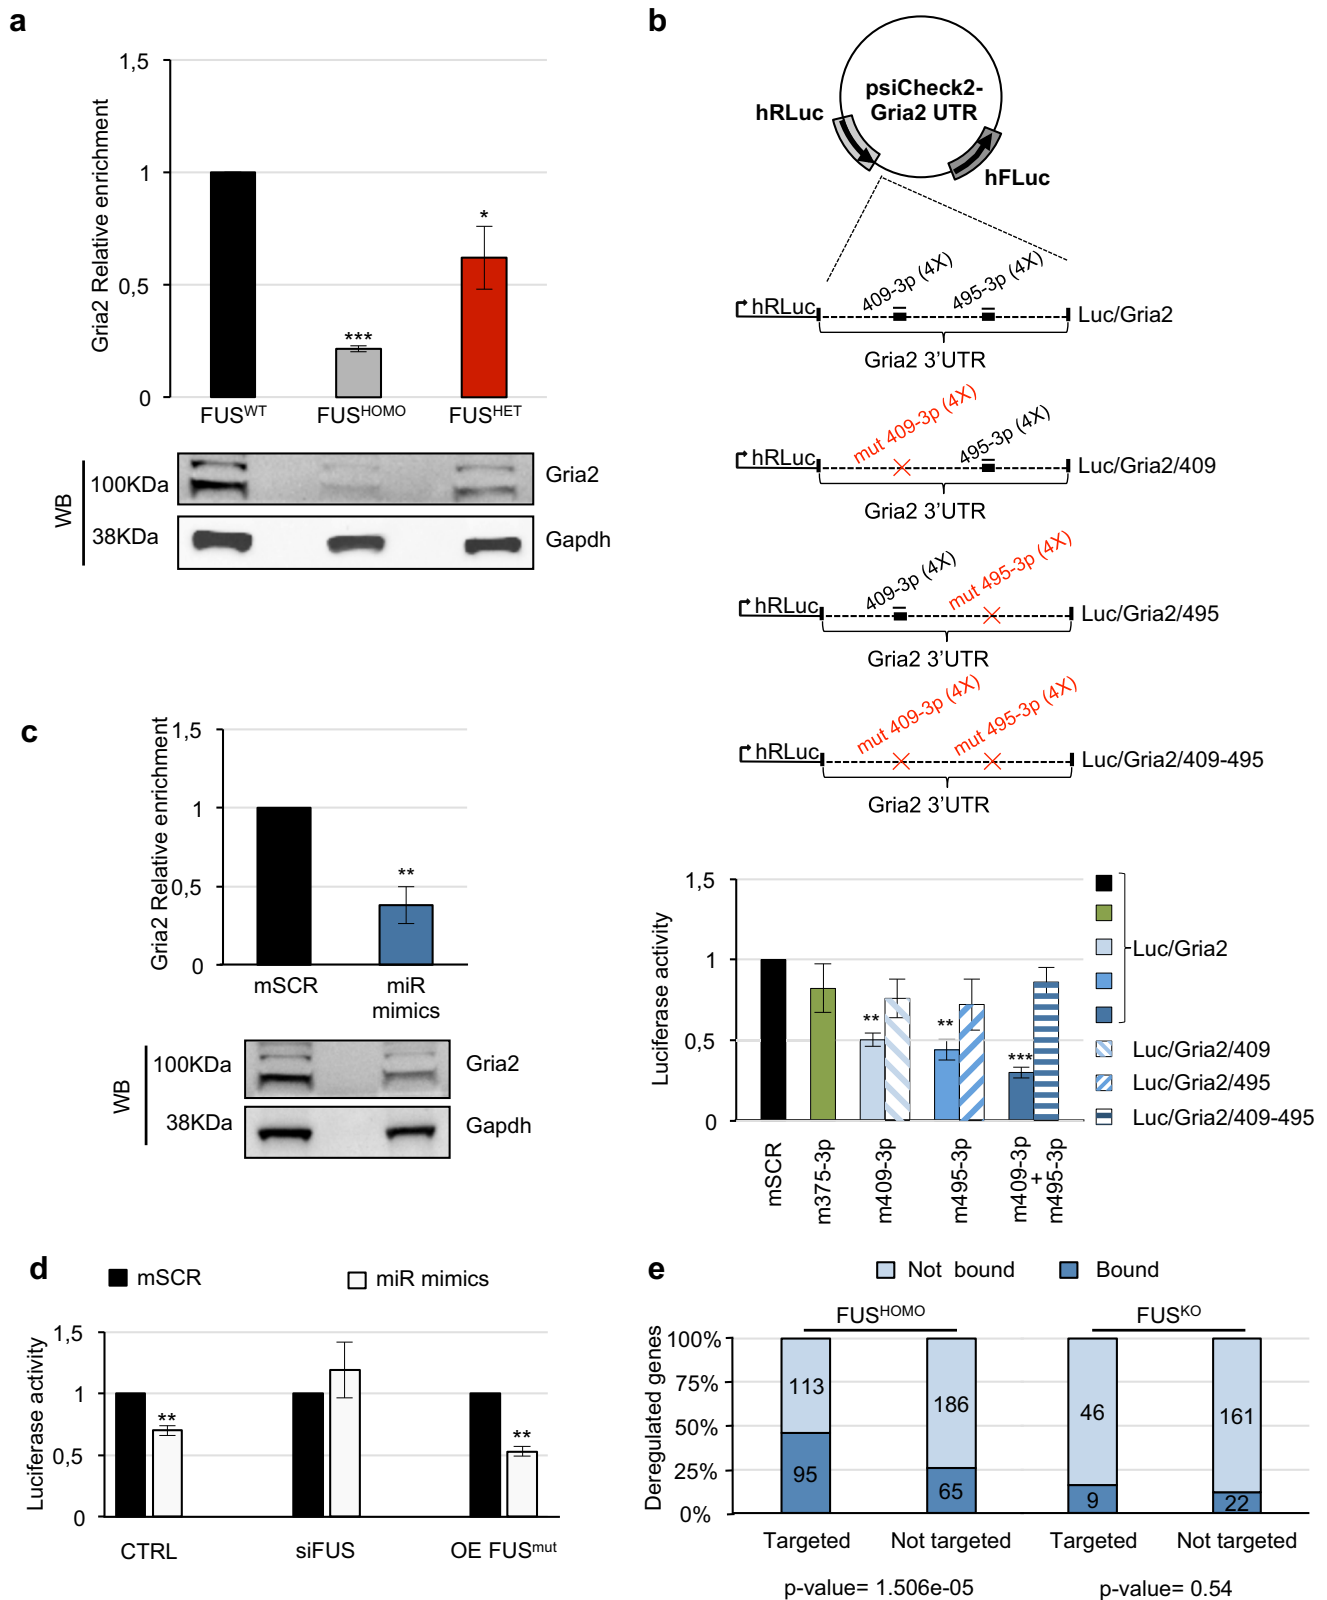 a
1,5
1
0,5
0
Gria2 Relative enrichment
*
***
FUSWT
FUSHOMO
FUSHET
WB
100KDa
Gria2
38KDa
Gapdh
b
psiCheck2-
Gria2 UTR
hRLuc
hFLuc
409-3p (4X)
495-3p (4X)
hRLuc
Luc/Gria2
Gria2 3’UTR
mut 409-3p (4X)
495-3p (4X)
hRLuc
Luc/Gria2/409
Gria2 3’UTR
409-3p (4X)
mut 495-3p (4X)
hRLuc
Luc/Gria2/495
Gria2 3’UTR
mut 409-3p (4X)
mut 495-3p (4X)
hRLuc
Luc/Gria2/409-495
Gria2 3’UTR
1,5
1
0,5
0
Luciferase activity
**
**
***
mSCR
m375-3p
m409-3p
m495-3p
m409-3p
+
m495-3p
Luc/Gria2
Luc/Gria2/409
Luc/Gria2/495
Luc/Gria2/409-495
c
1,5
1
0,5
0
Gria2 Relative enrichment
**
mSCR
miR
mimics
WB
100KDa
Gria2
38KDa
Gapdh
d
mSCR
miR mimics
1,5
1
0,5
0
Luciferase activity
**
**
CTRL
siFUS
OE FUSmut
e
Not bound
Bound
FUSHOMO
FUSKO
100%
75%
50%
25%
0%
Deregulated genes
113
186
46
161
95
65
9
22
Targeted
Not targeted
Targeted
Not targeted
p-value= 1.506e-05
p-value= 0.54